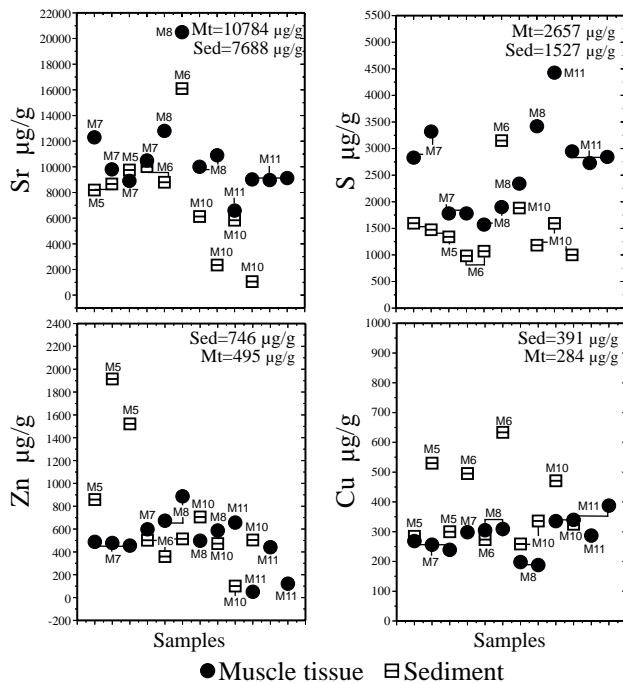 22000
20000
18000
16000
14000
12000
10000
8000
6000
4000
2000
0
Sr µg/g
Mt=10784 µg/g
Sed=7688 µg/g
M8
M6
M7
M8
M7
M5
M7
M6
M5
M7
M8
M11
M11
M10
M10
M10
M10
5500
5000
4500
4000
3500
3000
2500
2000
1500
1000
500
0
S µg/g
Mt=2657 µg/g
Sed=1527 µg/g
M11
M8
M6
M7
M11
M8
M7
M10
M8
M5
M10
M6
2400
2200
2000
1800
1600
1400
1200
1000
800
600
400
200
0
-200
Zn µg/g
Sed=746 µg/g
Mt=495 µg/g
M5
M5
M5
M7
M8
M8
M10
M11
M10
M7
M6
M8
M10
M11
M10
M11
Samples
1000
900
800
700
600
500
400
300
200
100
0
Cu µg/g
Sed=391 µg/g
Mt=284 µg/g
M6
M5
M6
M10
M5
M5
M7
M8
M11
M7
M6
M10
M10
M11
M8
Samples
Muscle tissue Sediment